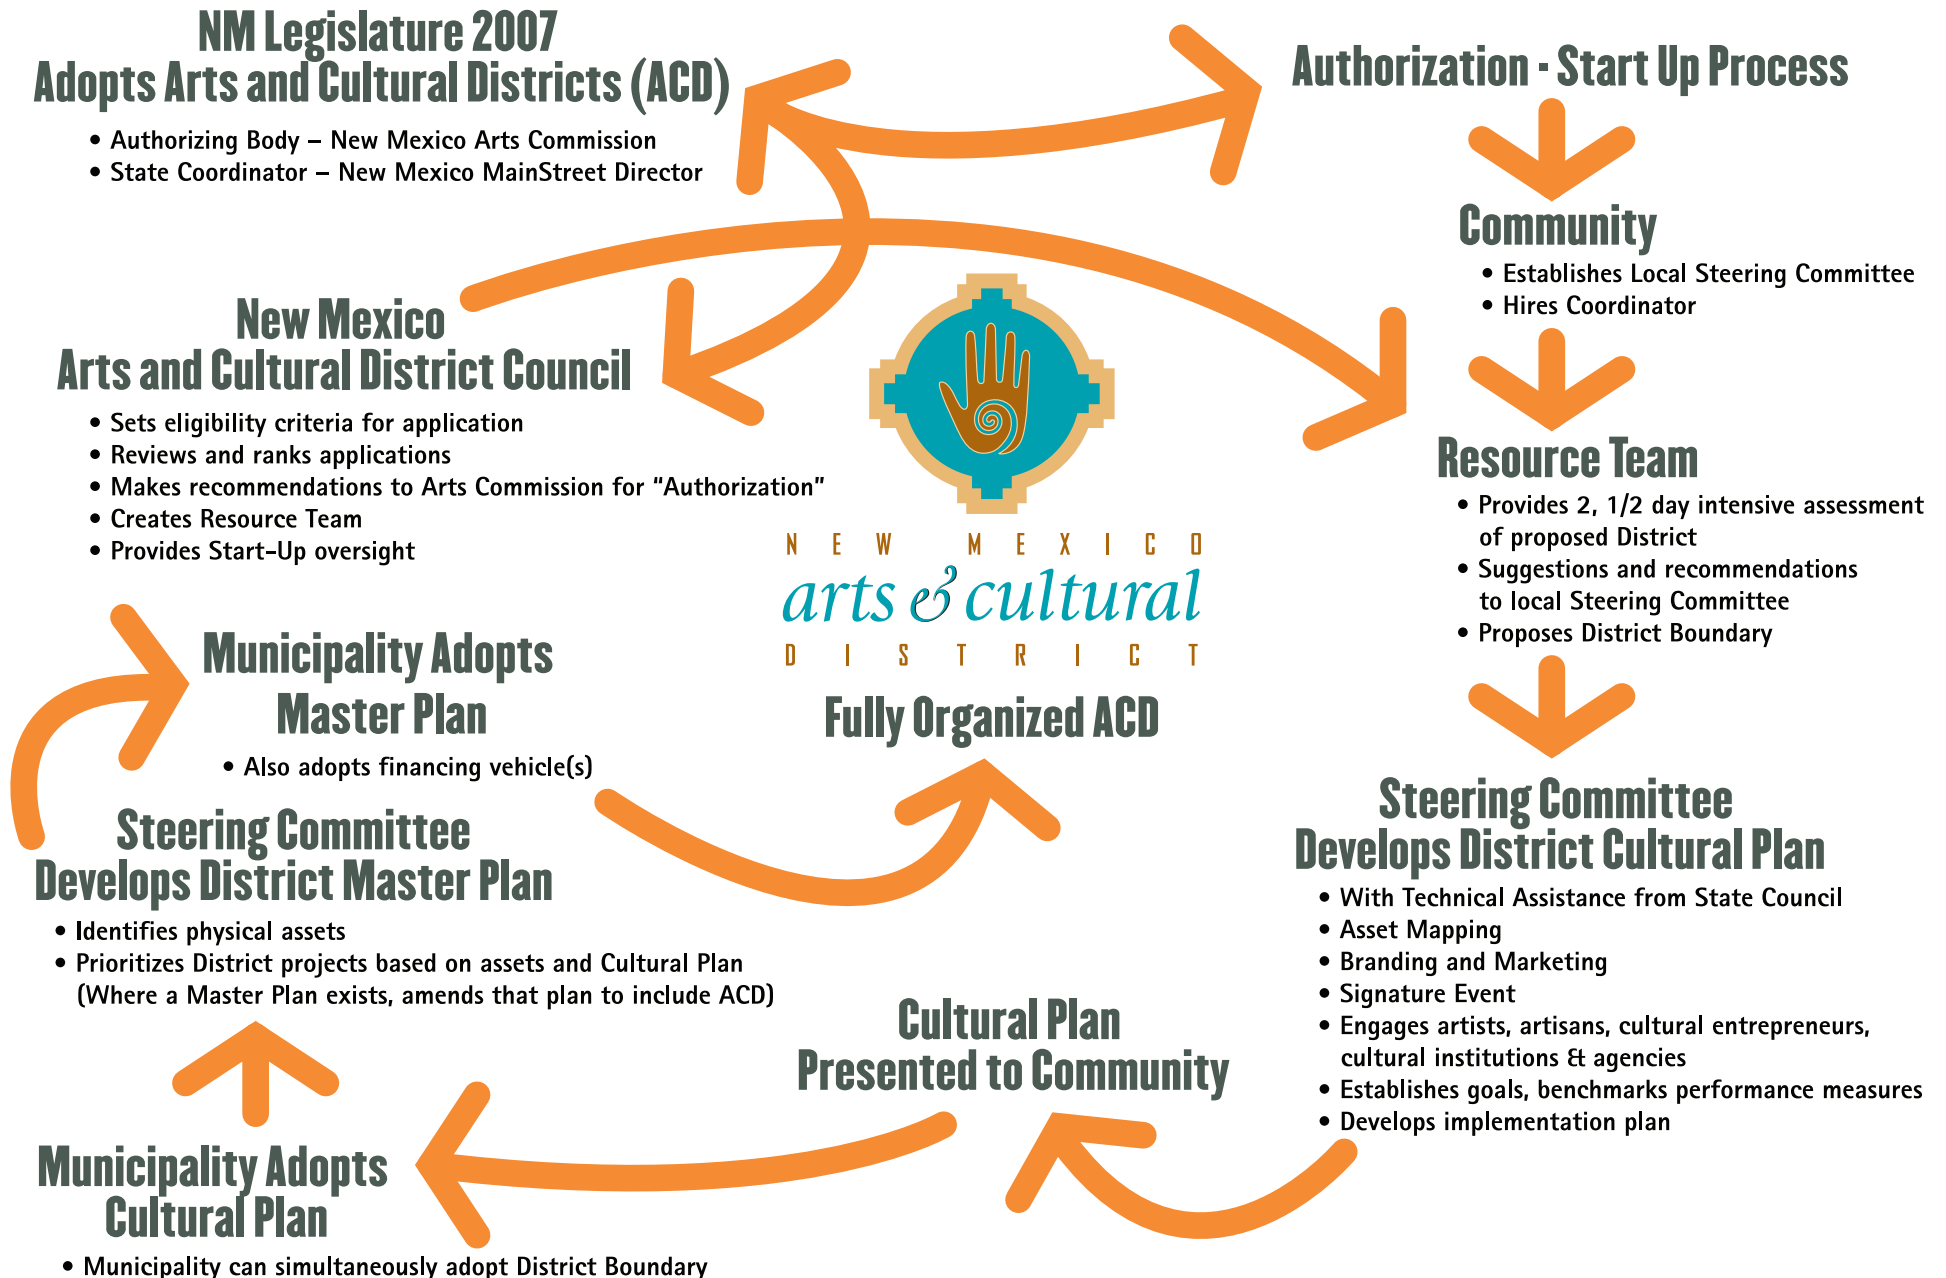 NM Legislature 2007
Adopts Arts and Cultural Districts (ACD)
• Authorizing Body – New Mexico Arts Commission
• State Coordinator – New Mexico MainStreet Director
Authorization - Start Up Process
Community
• Establishes Local Steering Committee
• Hires Coordinator
New Mexico
Arts and Cultural District Council
• Sets eligibility criteria for application
• Reviews and ranks applications
• Makes recommendations to Arts Commission for “Authorization”
• Creates Resource Team
• Provides Start-Up oversight
Resource Team
• Provides 2, 1/2 day intensive assessment
of proposed District
• Suggestions and recommendations
to local Steering Committee
• Proposes District Boundary
NEW MEXICO
arts & cultural
DISTRICT
Fully Organized ACD
Municipality Adopts
Master Plan
• Also adopts financing vehicle(s)
Steering Committee
Develops District Master Plan
• Identifies physical assets
• Prioritizes District projects based on assets and Cultural Plan
(Where a Master Plan exists, amends that plan to include ACD)
Steering Committee
Develops District Cultural Plan
• With Technical Assistance from State Council
• Asset Mapping
• Branding and Marketing
• Signature Event
• Engages artists, artisans, cultural entrepreneurs,
cultural institutions & agencies
• Establishes goals, benchmarks performance measures
• Develops implementation plan
Cultural Plan
Presented to Community
Municipality Adopts
Cultural Plan
• Municipality can simultaneously adopt District Boundary